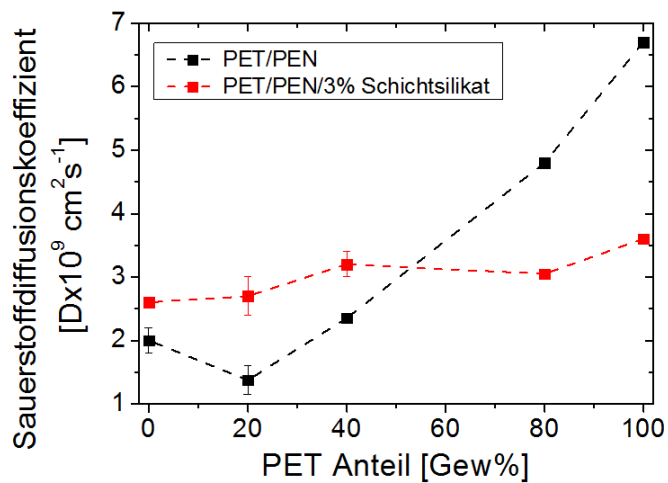 PET/PEN
PET/PEN/3% Schichtsilikat
Sauerstoffdiffusionskoeffizient
[Dx10⁹ cm²s⁻¹]
7
6
5
4
3
2
1
0 20 40 60 80 100
PET Anteil [Gew%]